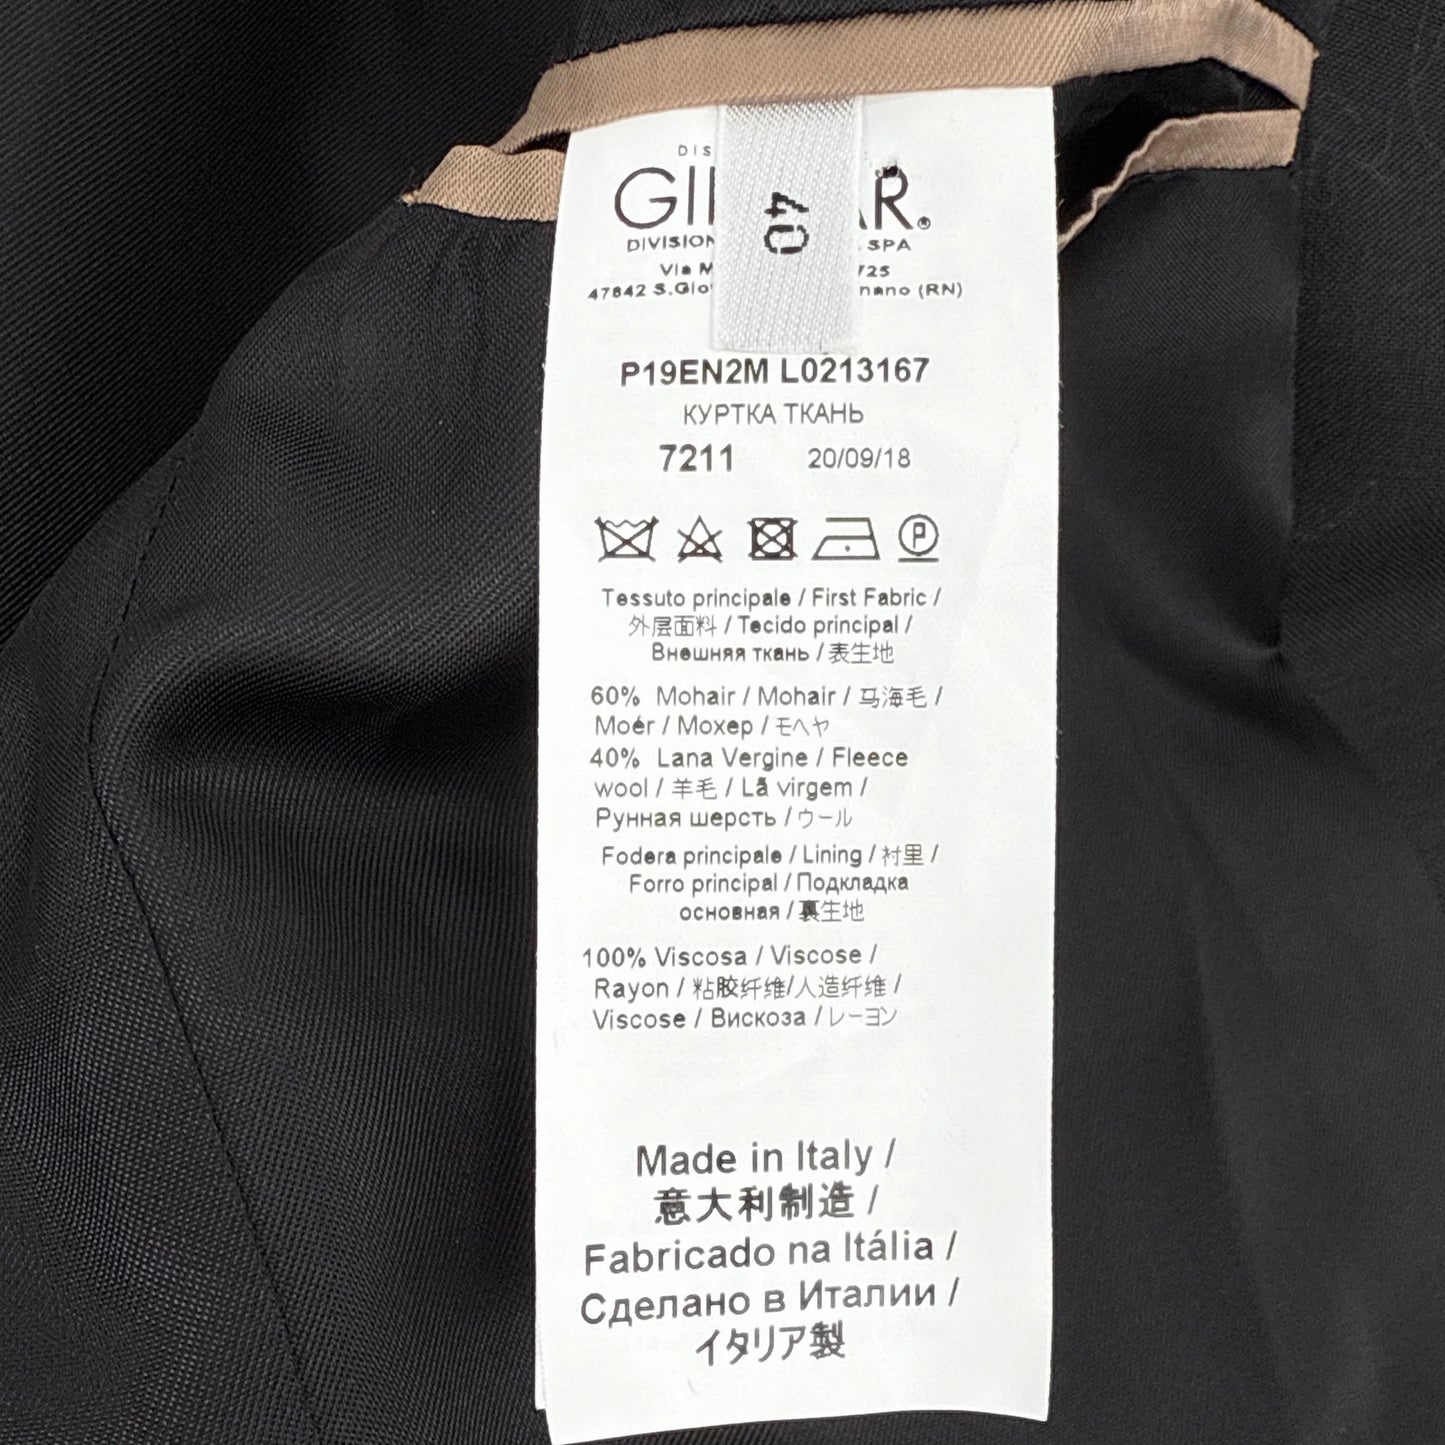 DIS
DIVISION SPA
Via M 725
47842 S.Gio nano (RN)
40
P19EN2M L0213167
КУРТКА ТКАНЬ
7211 20/09/18
P
Tessuto principale / First Fabric /
外层面料 / Tecido principal /
Внешняя ткань / 表生地
60% Mohair / Mohair / 马海毛 /
Moér / Мохер / モヘヤ
40% Lana Vergine / Fleece
wool / 羊毛 / Lã virgem /
Рунная шерсть / ウール
Fodera principale / Lining / 衬里 /
Forro principal / Подкладка
основная / 裏生地
100% Viscosa / Viscose /
Rayon / 粘胶纤维/人造纤维 /
Viscose / Вискоза / レーヨン
Made in Italy /
意大利制造 /
Fabricado na Itália /
Сделано в Италии /
イタリア製